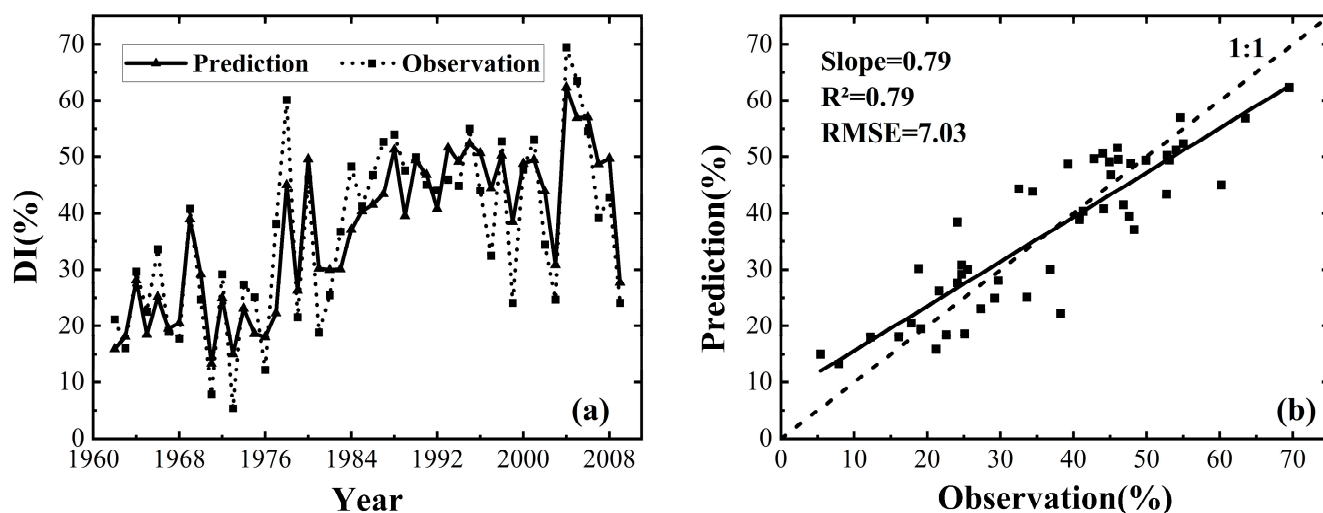 70
60
50
40
30
20
10
0
DI(%)
Prediction
Observation
(a)
1960
1968
1976
1984
1992
2000
2008
Year
70
60
50
40
30
20
10
0
Prediction(%)
Slope=0.79
R²=0.79
RMSE=7.03
1:1
(b)
0
10
20
30
40
50
60
70
Observation(%)